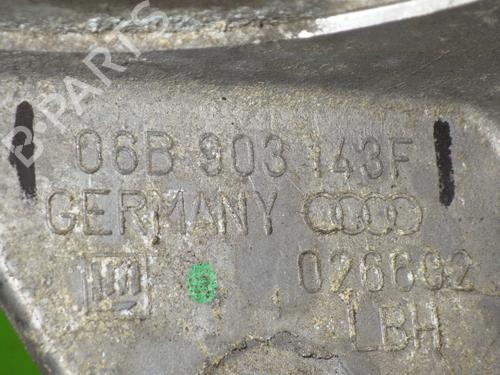 B-PARTS
06B 903 143F
GERMANY
026602
LBH